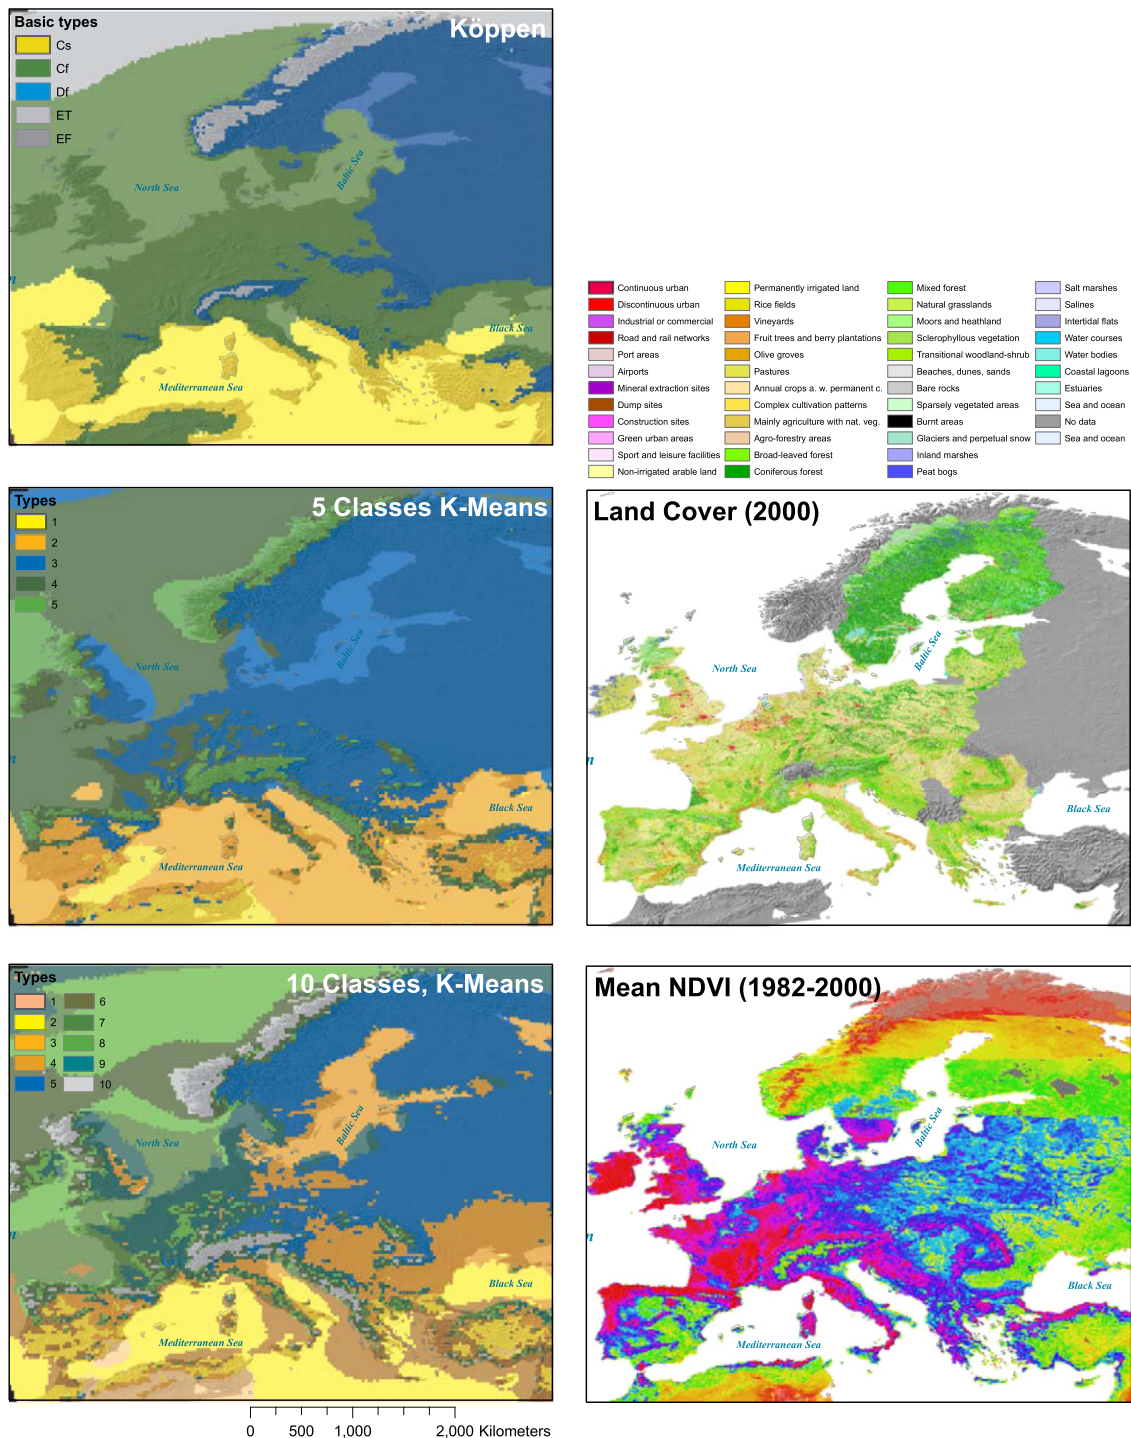 Köppen
Basic types
Cs
Cf
Df
ET
EF
North Sea
Baltic Sea
Black Sea
Mediterranean Sea
n
Continuous urban
Discontinuous urban
Industrial or commercial
Road and rail networks
Port areas
Airports
Mineral extraction sites
Dump sites
Construction sites
Green urban areas
Sport and leisure facilities
Non-irrigated arable land
Permanently irrigated land
Rice fields
Vineyards
Fruit trees and berry plantations
Olive groves
Pastures
Annual crops a. w. permanent c.
Complex cultivation patterns
Mainly agriculture with nat. veg.
Agro-forestry areas
Broad-leaved forest
Coniferous forest
Mixed forest
Natural grasslands
Moors and heathland
Sclerophyllous vegetation
Transitional woodland-shrub
Beaches, dunes, sands
Bare rocks
Sparsely vegetated areas
Burnt areas
Glaciers and perpetual snow
Inland marshes
Peat bogs
Salt marshes
Salines
Intertidal flats
Water courses
Water bodies
Coastal lagoons
Estuaries
Sea and ocean
No data
Sea and ocean
5 Classes K-Means
Types
1
2
3
4
5
North Sea
Baltic Sea
Black Sea
Mediterranean Sea
n
Land Cover (2000)
North Sea
Baltic Sea
Black Sea
Mediterranean Sea
n
10 Classes, K-Means
Types
1 6
2 7
3 8
4 9
5 10
North Sea
Baltic Sea
Black Sea
Mediterranean Sea
n
Mean NDVI (1982-2000)
North Sea
Baltic Sea
Black Sea
Mediterranean Sea
n
0 500 1,000 2,000 Kilometers